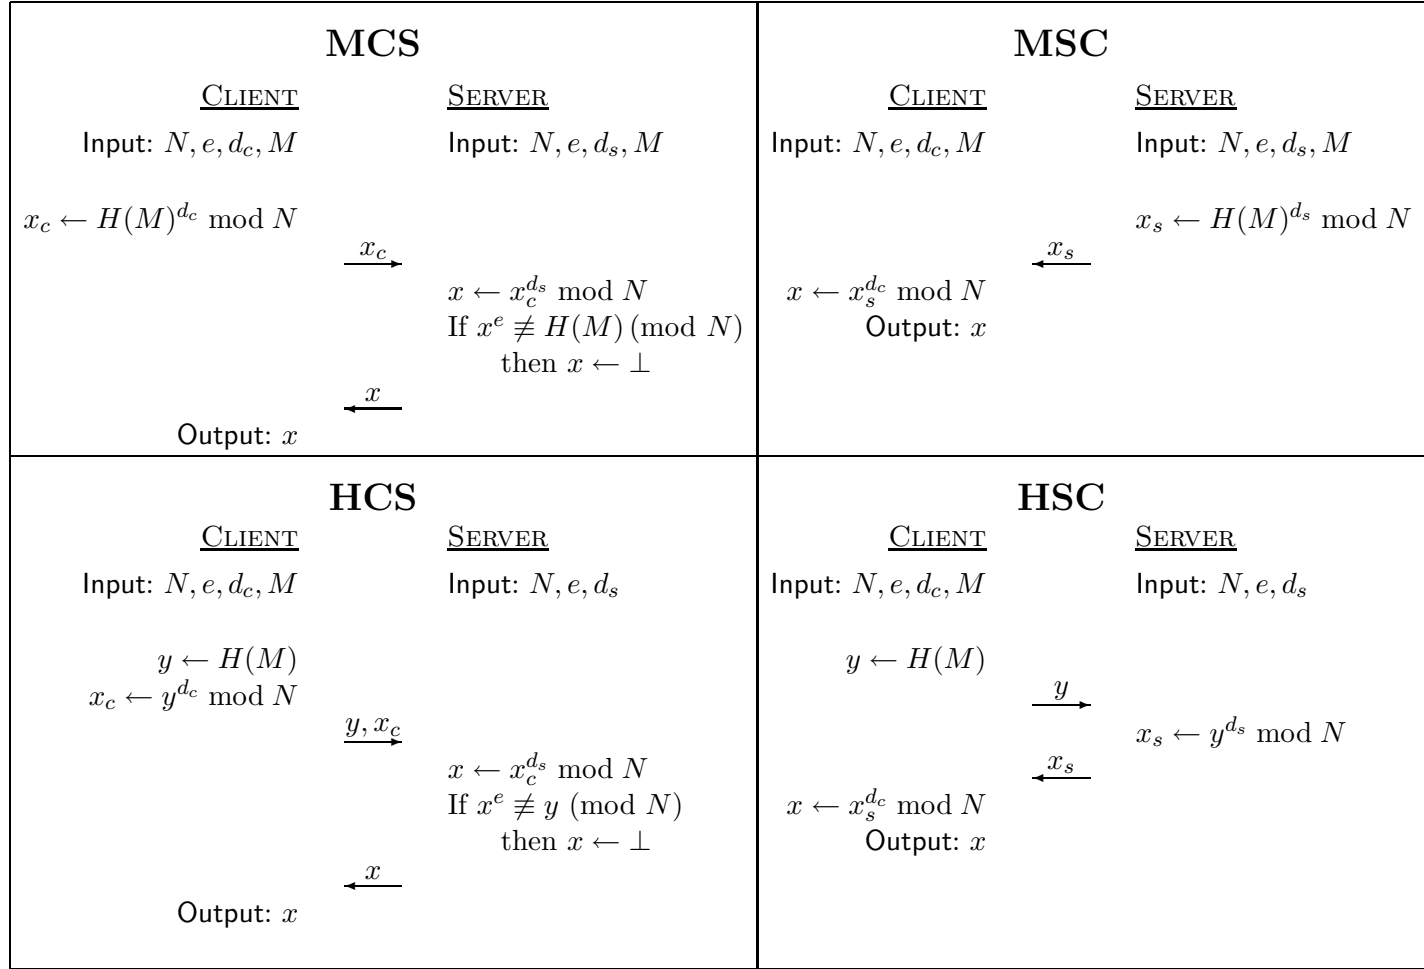 MCS
CLIENT SERVER
Input: N, e, d_c, M Input: N, e, d_s, M
x_c ← H(M)^{d_c} mod N
x_c
x ← x_c^{d_s} mod N
If x^e ≢ H(M) (mod N)
then x ← ⊥
x
Output: x
MSC
CLIENT SERVER
Input: N, e, d_c, M Input: N, e, d_s, M
x_s ← H(M)^{d_s} mod N
x_s
x ← x_s^{d_c} mod N
Output: x
HCS
CLIENT SERVER
Input: N, e, d_c, M Input: N, e, d_s
y ← H(M)
x_c ← y^{d_c} mod N
y, x_c
x ← x_c^{d_s} mod N
If x^e ≢ y (mod N)
then x ← ⊥
x
Output: x
HSC
CLIENT SERVER
Input: N, e, d_c, M Input: N, e, d_s
y ← H(M)
y
x_s ← y^{d_s} mod N
x_s
x ← x_s^{d_c} mod N
Output: x